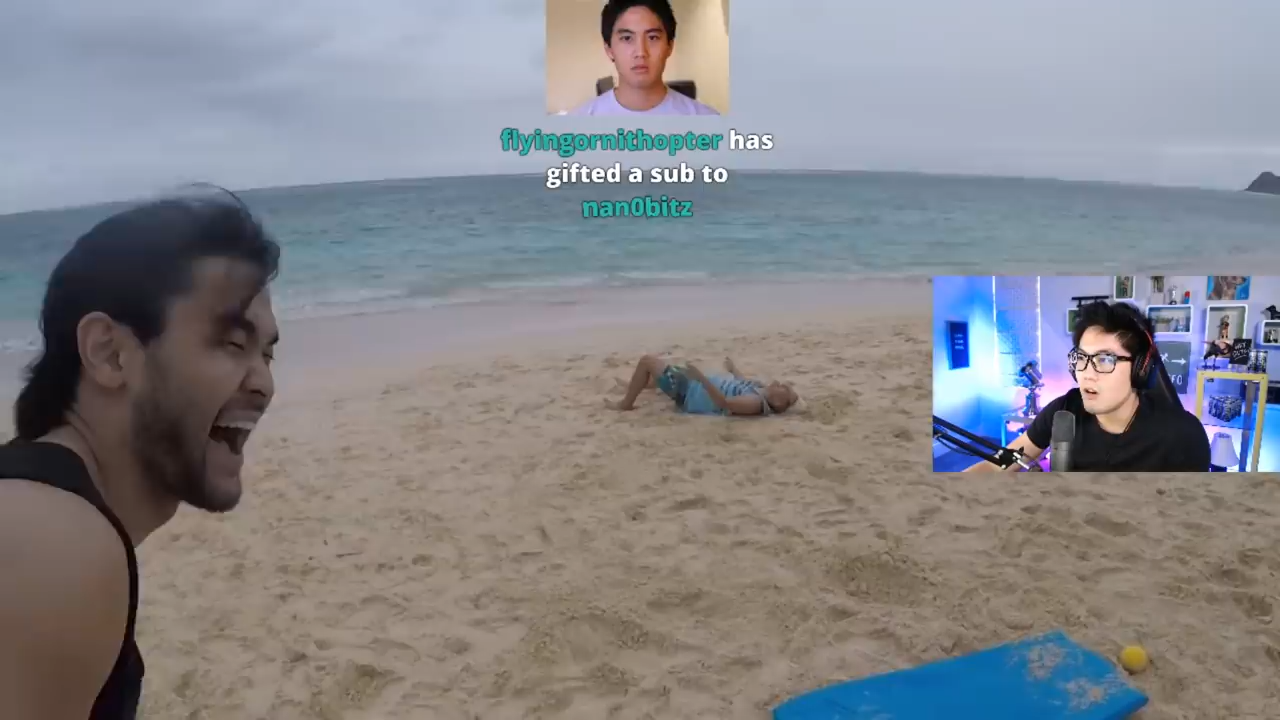 flyingornithopter has
gifted a sub to
nan0bitz